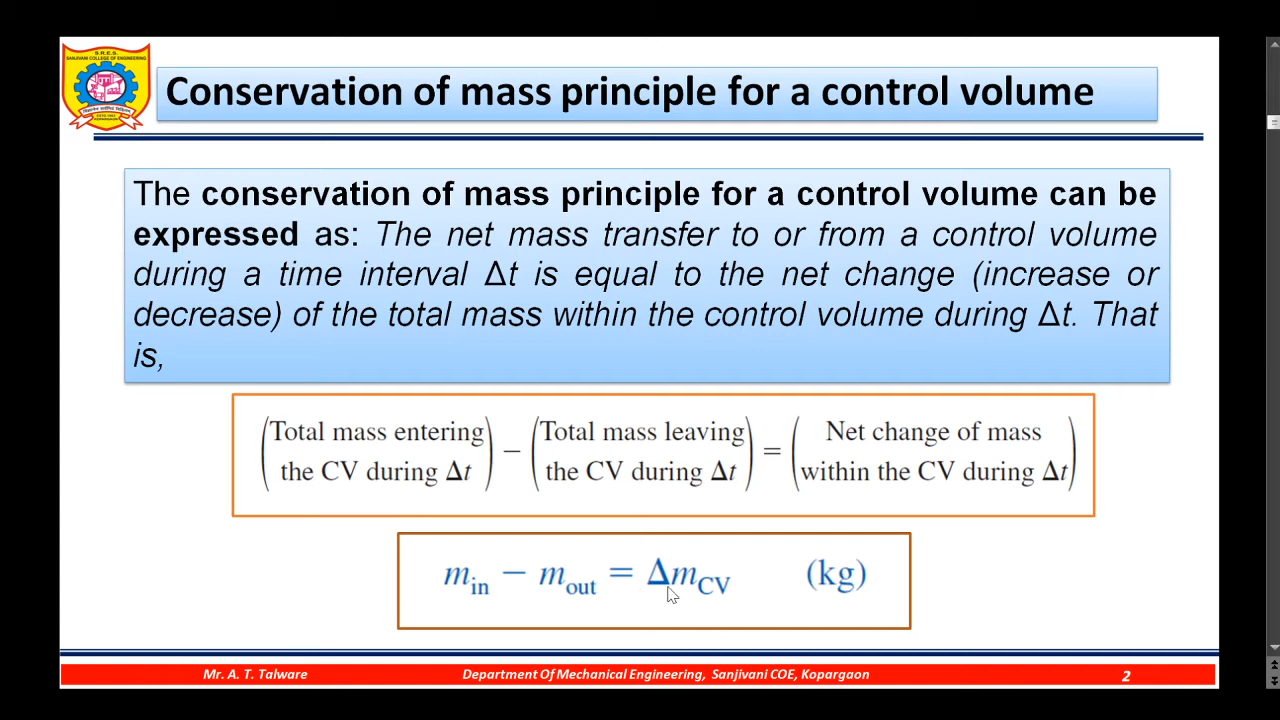 S.R.E.S.
SANJIVANI COLLEGE OF ENGINEERING
Conservation of mass principle for a control volume
The conservation of mass principle for a control volume can be
expressed as: The net mass transfer to or from a control volume
during a time interval Δt is equal to the net change (increase or
decrease) of the total mass within the control volume during Δt. That
is,
(Total mass entering the CV during Δt) − (Total mass leaving the CV during Δt) = (Net change of mass within the CV during Δt)
m_in − m_out = Δm_CV (kg)
Mr. A. T. Talware Department Of Mechanical Engineering, Sanjivani COE, Kopargaon 2